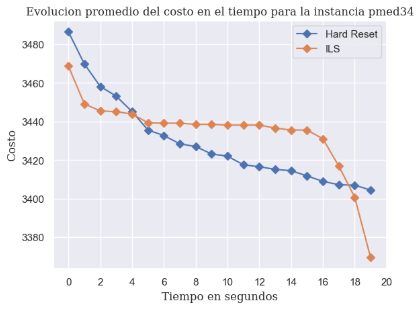 Evolucion promedio del costo en el tiempo para la instancia pmed34
Hard Reset
ILS
3480
3460
3440
3420
3400
3380
Costo
0 2 4 6 8 10 12 14 16 18 20
Tiempo en segundos